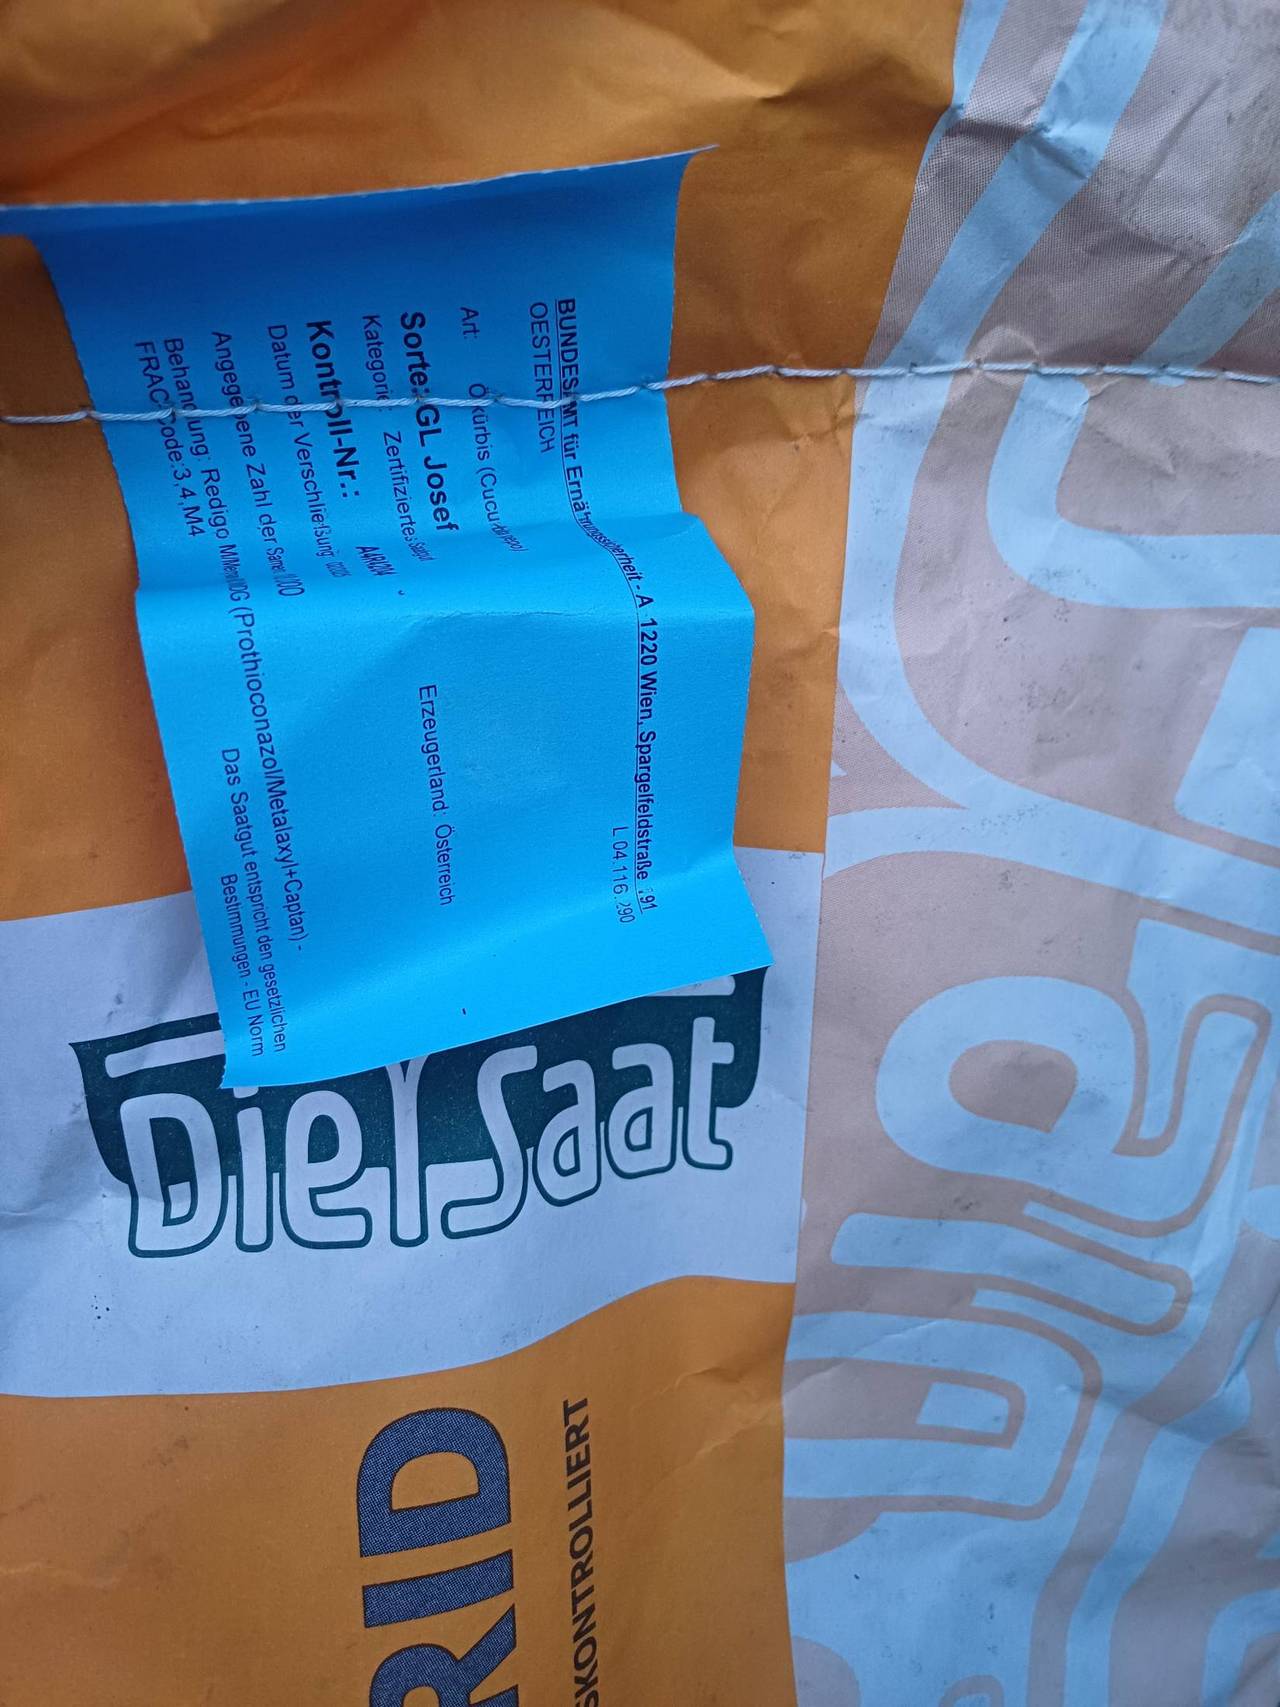 BUNDESAMT für Ernährungssicherheit - A 1220 Wien, Spargelfeldstraße 191
OESTERREICH
L 04.116.290
Art: Ölkürbis
Sorte: GL Josef
Kategorie: Zertifiziertes Saatgut
Erzeugerland: Österreich
Kontroll-Nr.:
Datum der Verschließung
Angegebene Zahl der
Behandlung: Redigo (Prothioconazol/Metalaxyl+Captan) -
FRAC Code:3,4,M4
Das Saatgut entspricht den gesetzlichen
Bestimmungen - EU Norm
Die Saat
RID
SKONTROLLIERT